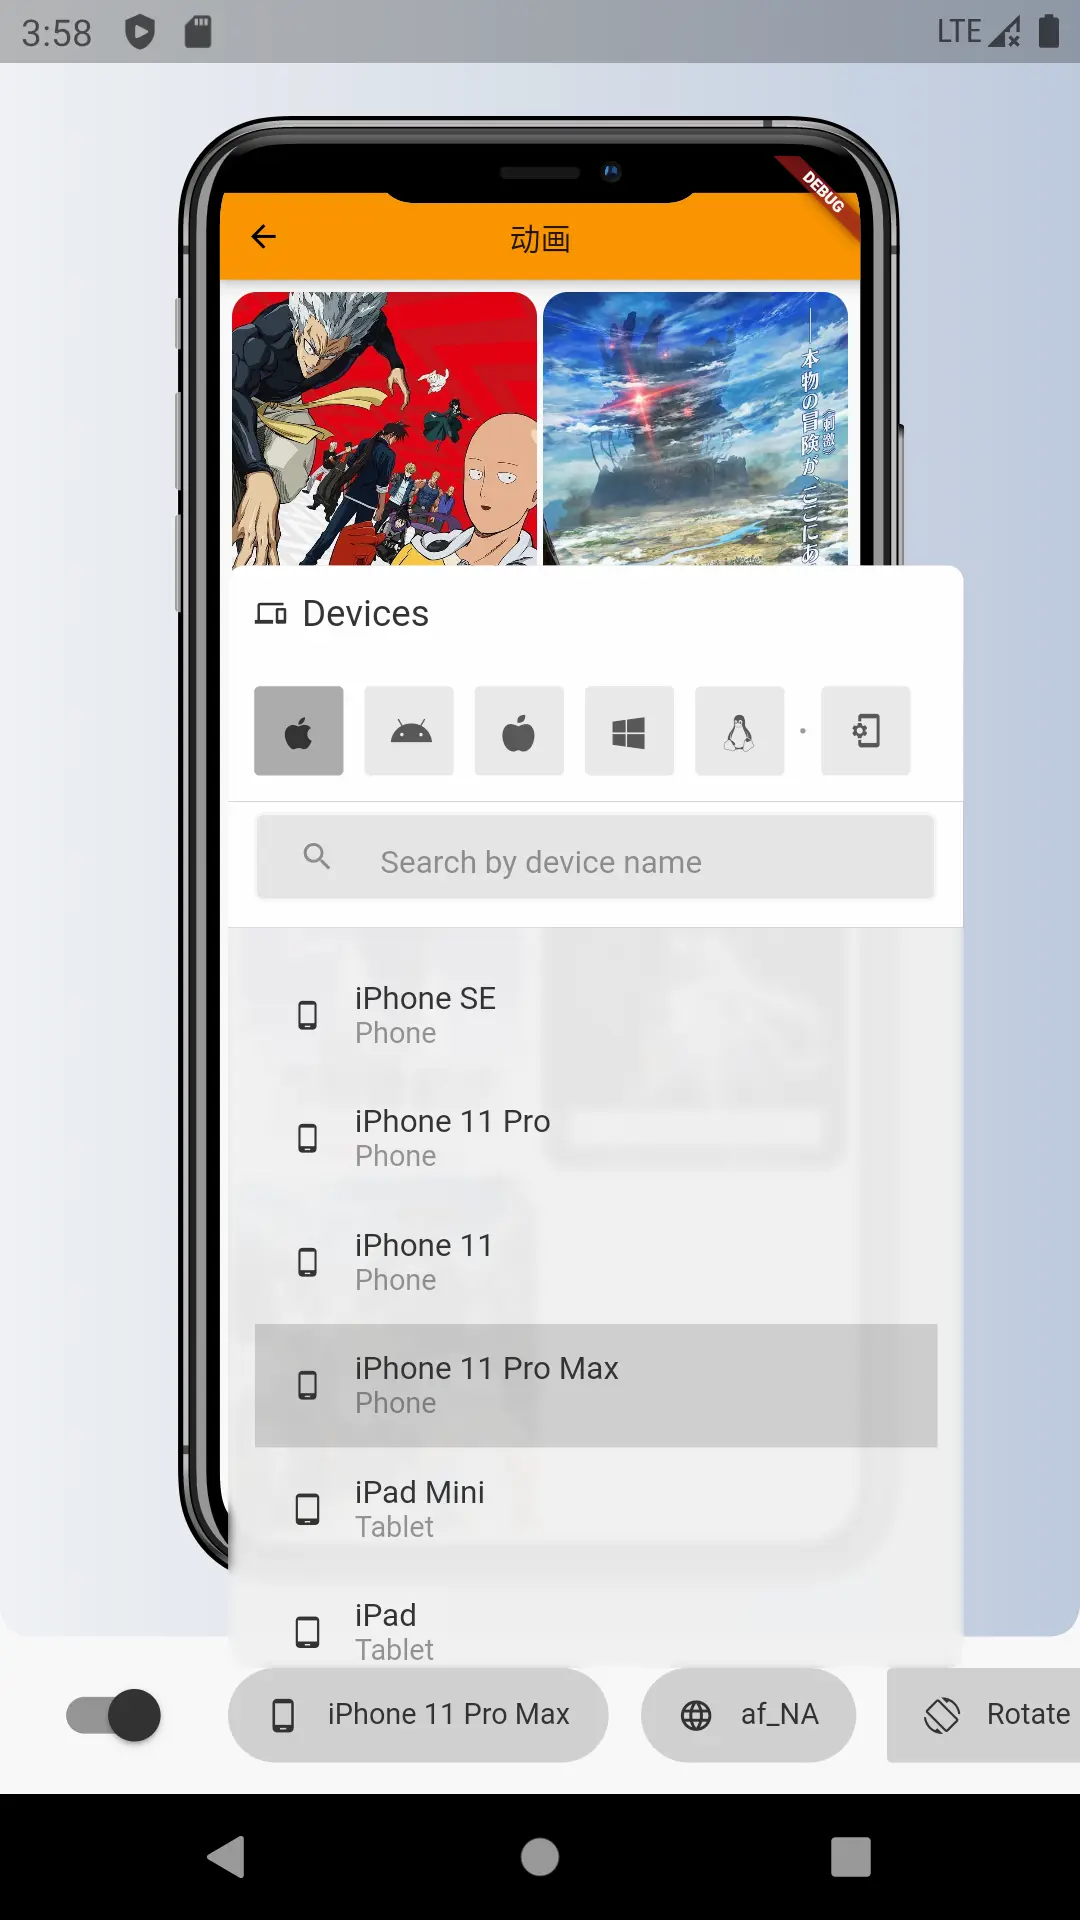 3:58
LTE
DEBUG
动画
——本物の冒険が、ここにあ
《刺激》
Devices
Search by device name
iPhone SE
Phone
iPhone 11 Pro
Phone
iPhone 11
Phone
iPhone 11 Pro Max
Phone
iPad Mini
Tablet
iPad
Tablet
iPhone 11 Pro Max
af_NA
Rotate